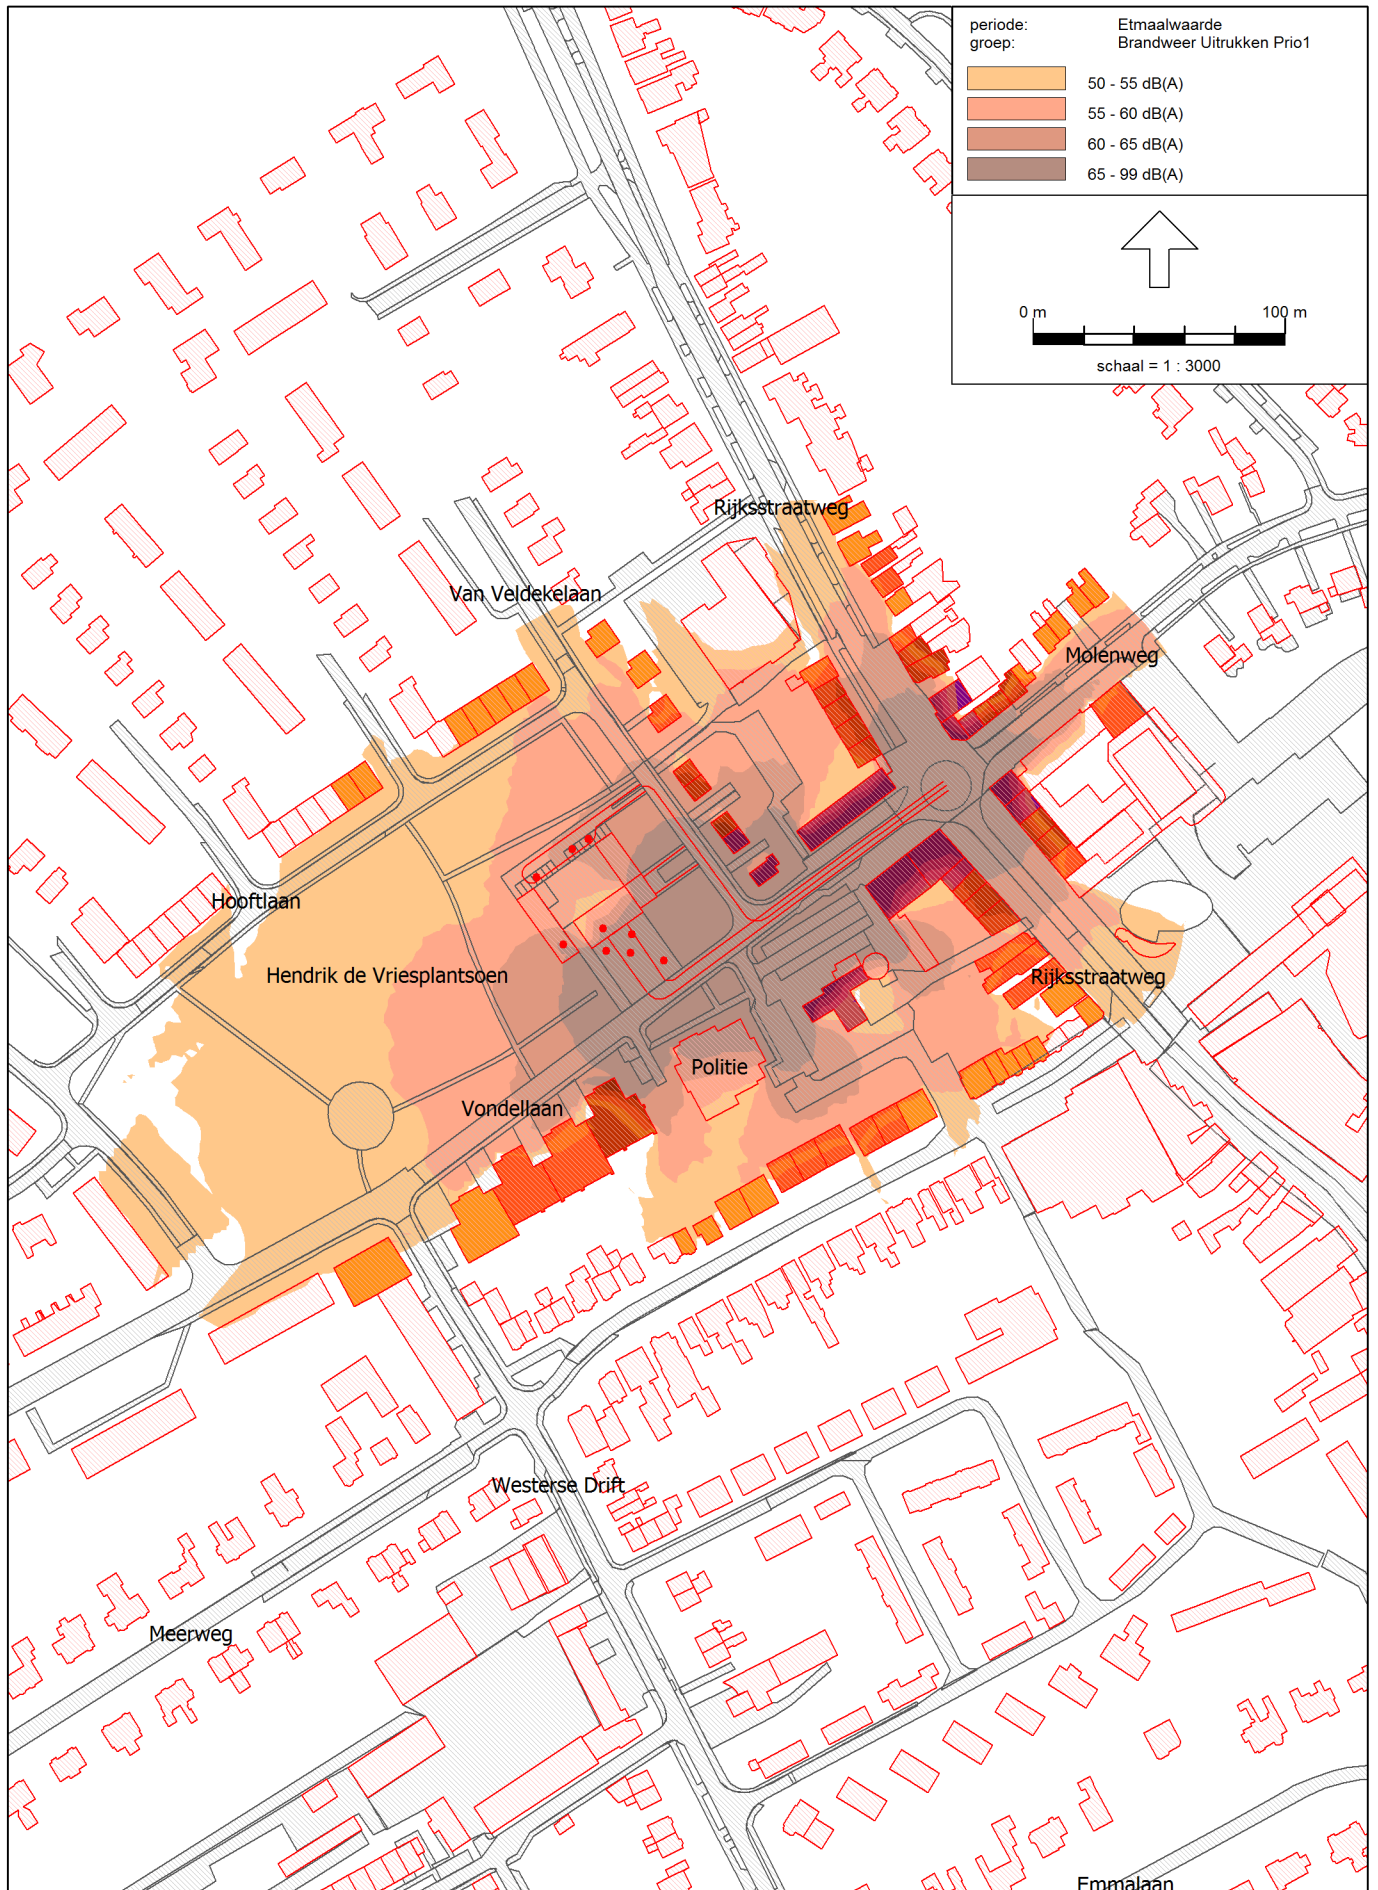 periode: Etmaalwaarde
groep: Brandweer Uitrukken Prio1
50 - 55 dB(A)
55 - 60 dB(A)
60 - 65 dB(A)
65 - 99 dB(A)
0 m 100 m
schaal = 1 : 3000
Rijksstraatweg
Van Veldekelaan
Molenweg
Hooftlaan
Hendrik de Vriesplantsoen
Rijksstraatweg
Politie
Vondellaan
Westerse Drift
Meerweg
Emmalaan